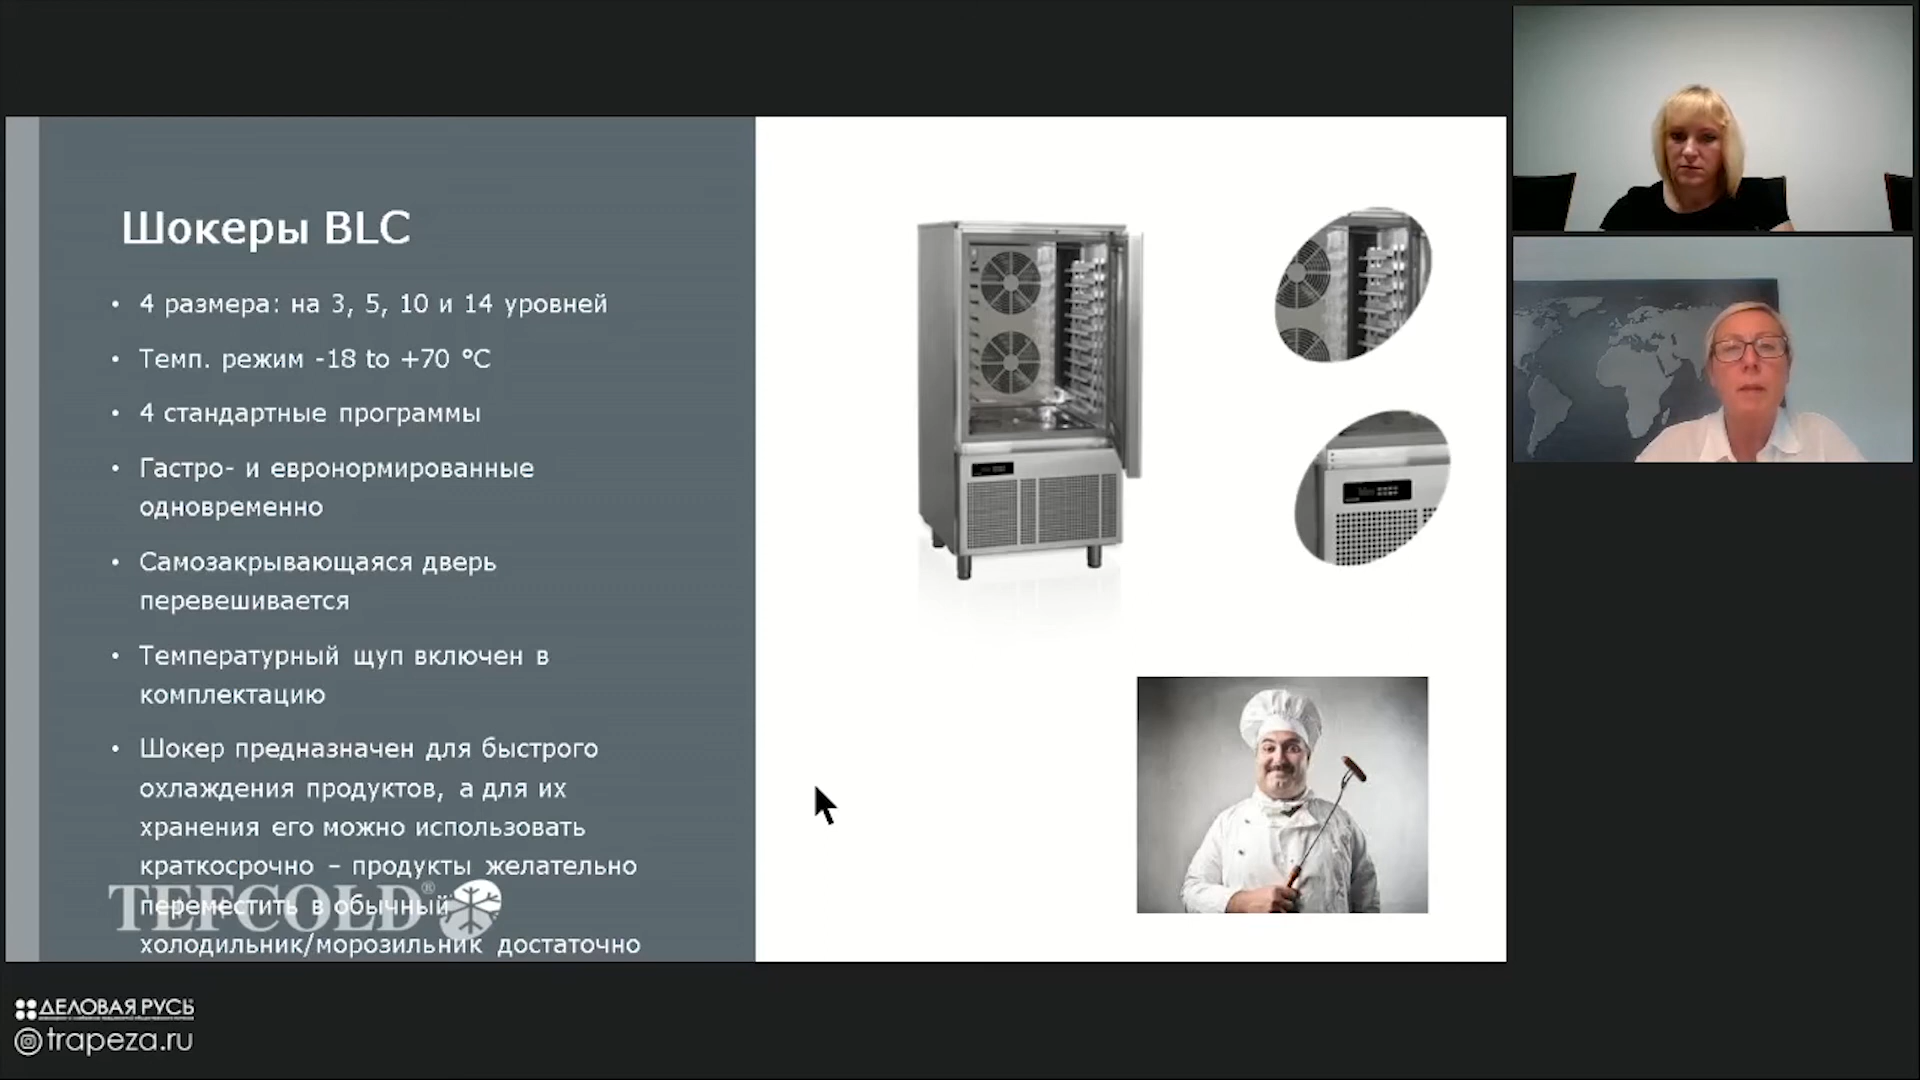 Шокеры BLC
• 4 размера: на 3, 5, 10 и 14 уровней
• Темп. режим -18 to +70 °C
• 4 стандартные программы
• Гастро- и евронормированные
одновременно
• Самозакрывающаяся дверь
перевешивается
• Температурный щуп включен в
комплектацию
• Шокер предназначен для быстрого
охлаждения продуктов, а для их
хранения его можно использовать
краткосрочно – продукты желательно
переместить в обычный
холодильник/морозильник достаточно
TEFCOLD®
ДЕЛОВАЯ РУСЬ
trapeza.ru